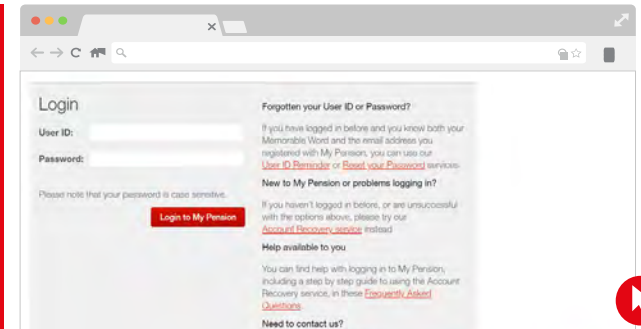 Login
User ID:
Password:
Please note that your password is case sensitive.
Login to My Pension
Forgotten your User ID or Password?
If you have logged in before and you know both your
Memorable Word and the email address you
registered with My Pension, you can use our
User ID Reminder or Reset your Password services.
New to My Pension or problems logging in?
If you haven't logged in before, or are unsuccessful
with the options above, please try our
Account Recovery service instead
Help available to you
You can find help with logging in to My Pension,
including a step by step guide to using the Account
Recovery service, in these Frequently Asked
Questions.
Need to contact us?